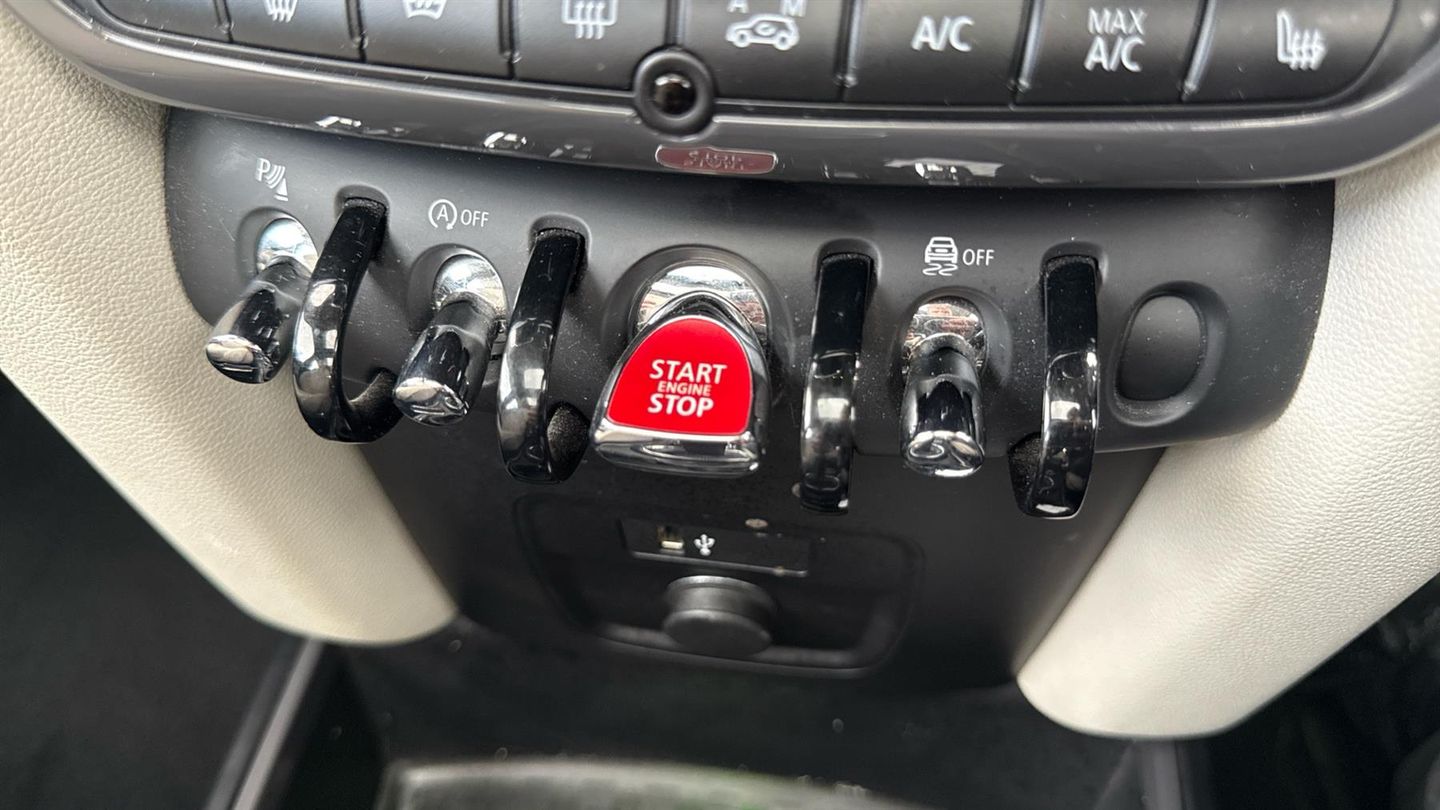 A M
A/C
MAX
A/C
P
A OFF
OFF
START
ENGINE
STOP